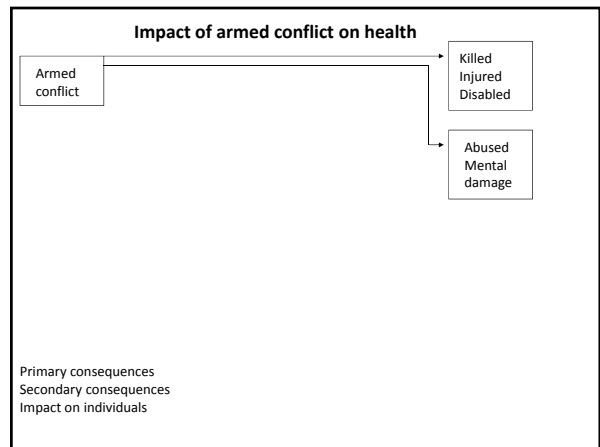 Impact of armed conflict on health
Armed
conflict
Killed
Injured
Disabled
Abused
Mental
damage
Primary consequences
Secondary consequences
Impact on individuals